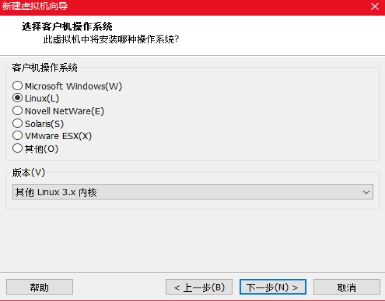 新建虚拟机向导
选择客户机操作系统
此虚拟机中将安装哪种操作系统?
客户机操作系统
Microsoft Windows(W)
Linux(L)
Novell NetWare(E)
Solaris(S)
VMware ESX(X)
其他(O)
版本(V)
其他 Linux 3.x 内核
帮助
< 上一步(B)
下一步(N) >
取消